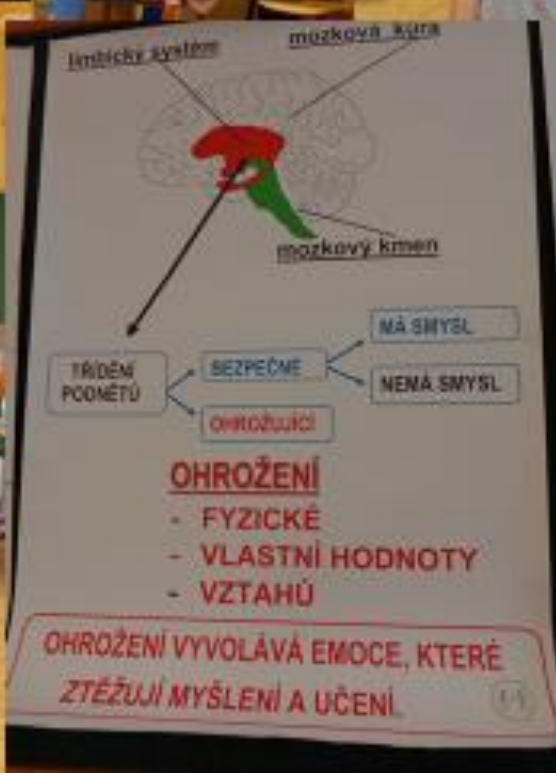 limbický systém
mozková kůra
mozkový kmen
TŘÍDĚNÍ
PODNĚTŮ
BEZPEČNÉ
MÁ SMYSL
NEMÁ SMYSL
OHROŽUJÍCÍ
OHROŽENÍ
- FYZICKÉ
- VLASTNÍ HODNOTY
- VZTAHŮ
OHROŽENÍ VYVOLÁVÁ EMOCE, KTERÉ
ZTĚŽUJÍ MYŠLENÍ A UČENÍ.